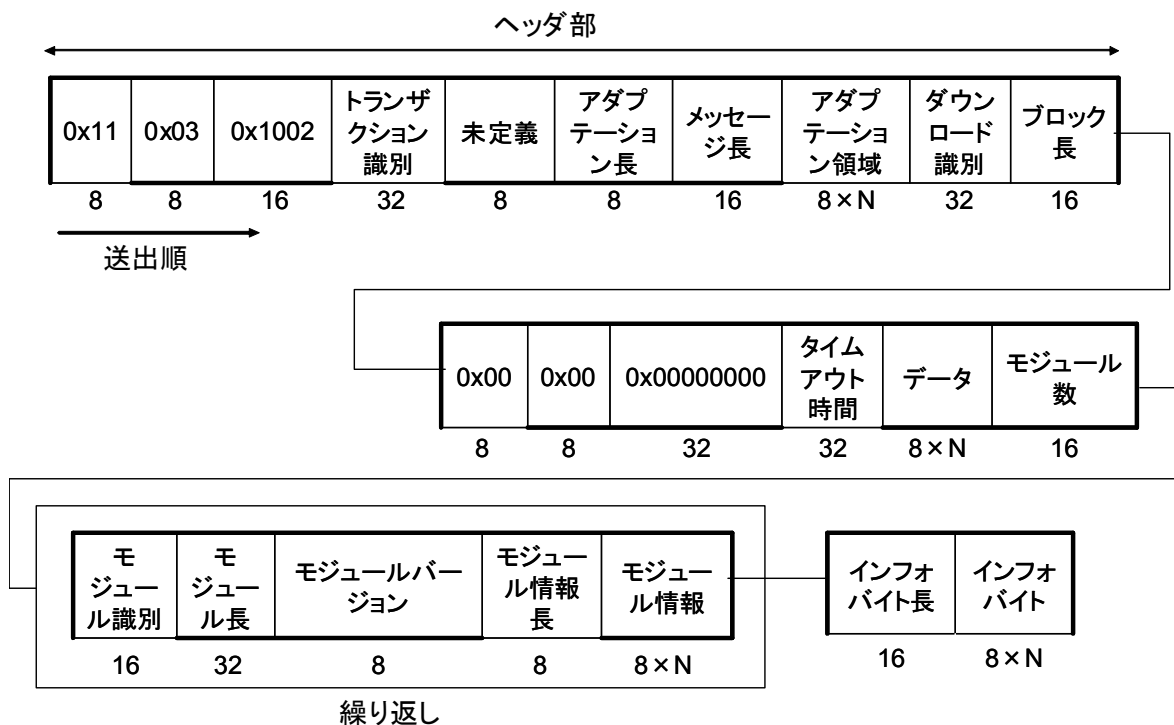 ヘッダ部
0x11
0x03
0x1002
トランザ
クション
識別
未定義
アダプ
テーショ
ン長
メッセー
ジ長
アダプ
テーショ
ン領域
ダウン
ロード
識別
ブロック
長
8
8
16
32
8
8
16
8×N
32
16
送出順
0x00
0x00
0x00000000
タイム
アウト
時間
データ
モジュール
数
8
8
32
32
8×N
16
モ
ジュー
ル識別
モ
ジュー
ル長
モジュールバー
ジョン
モジュー
ル情報
長
モジュー
ル情報
インフォ
バイト長
インフォ
バイト
16
32
8
8
8×N
16
8×N
繰り返し